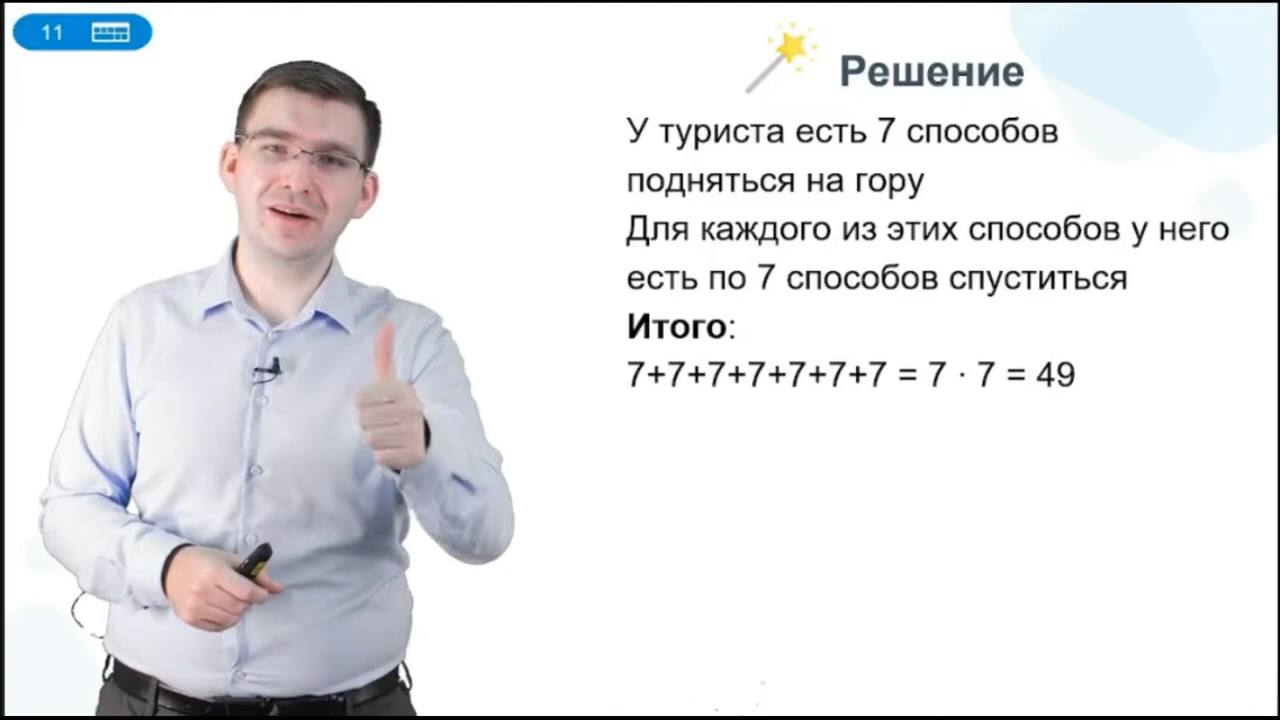 11
Решение
У туриста есть 7 способов
подняться на гору
Для каждого из этих способов у него
есть по 7 способов спуститься
Итого:
7+7+7+7+7+7+7 = 7 · 7 = 49